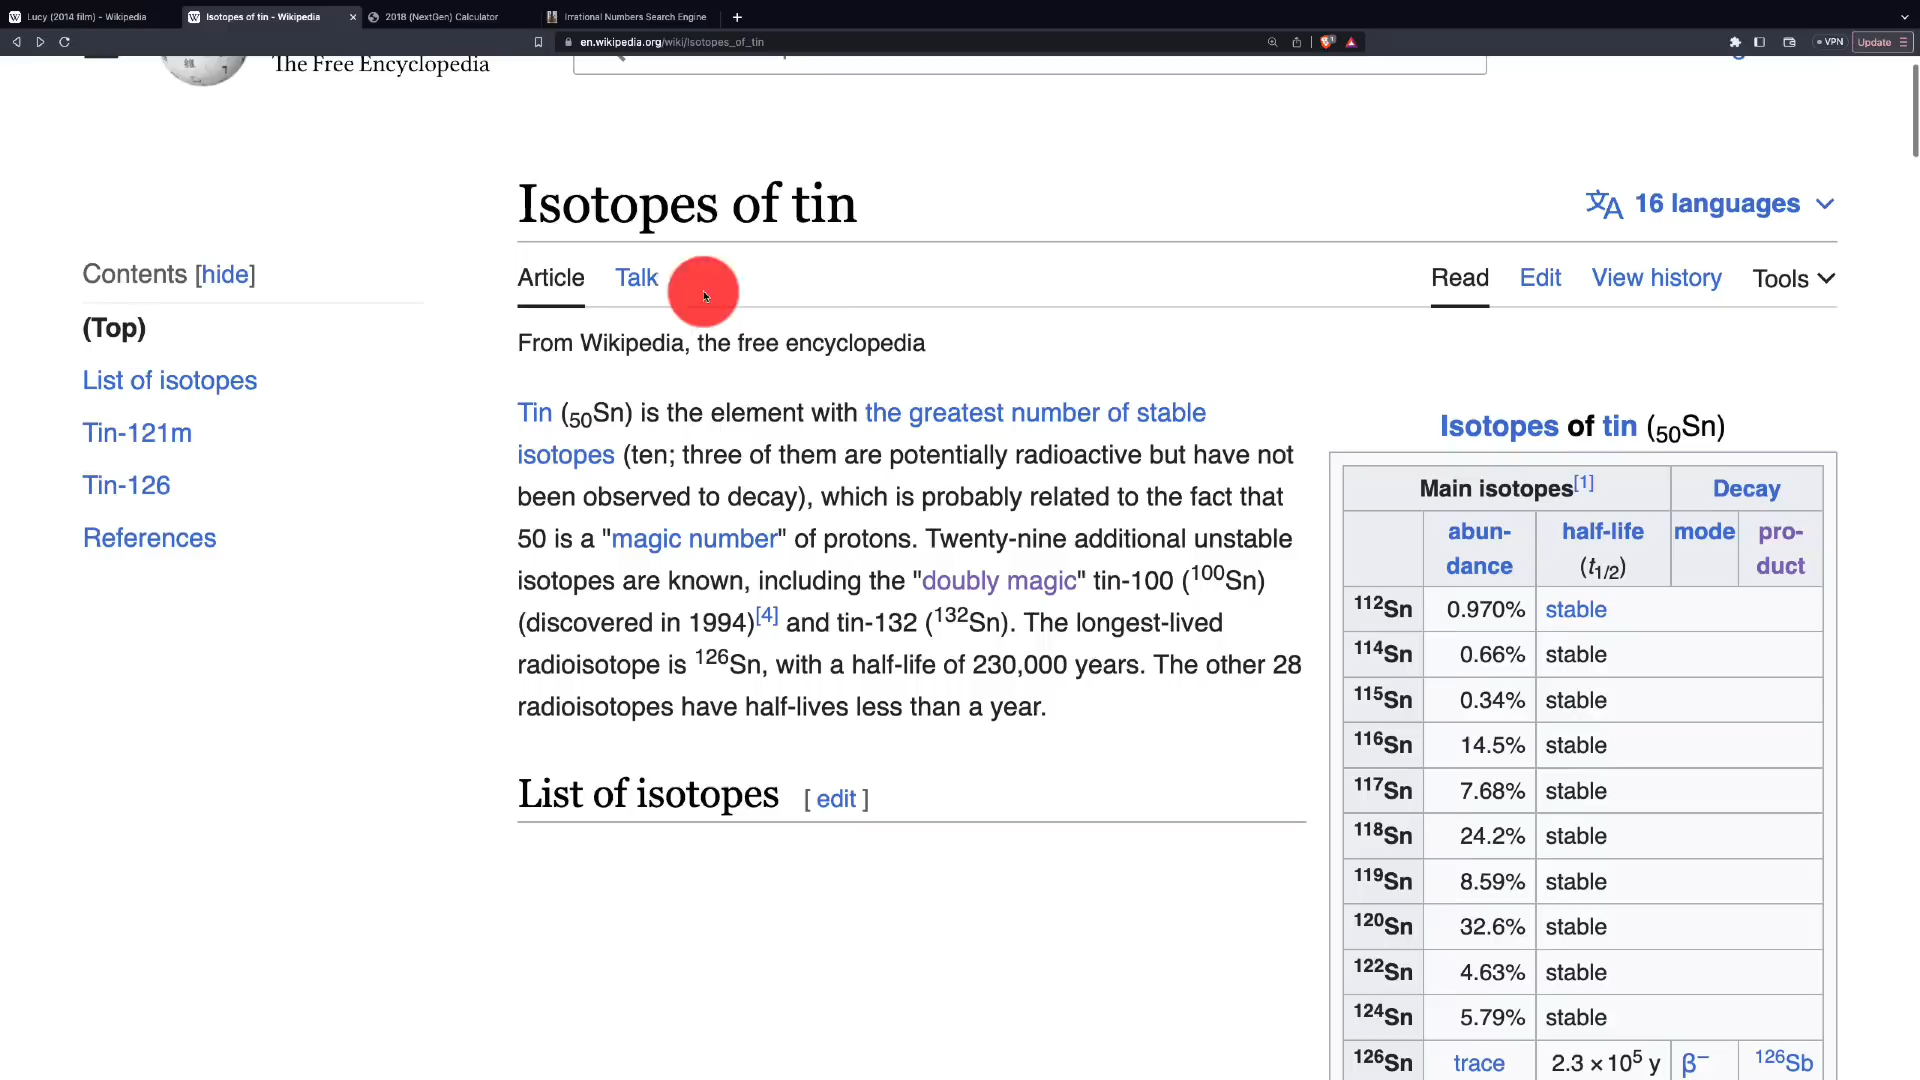 Lucy (2014 film) - Wikipedia
Isotopes of tin - Wikipedia
2018 (NextGen) Calculator
Irrational Numbers Search Engine
en.wikipedia.org/wiki/Isotopes_of_tin
VPN
Update
The Free Encyclopedia
Isotopes of tin
16 languages
Contents [hide]
(Top)
List of isotopes
Tin-121m
Tin-126
References
Article Talk
Read Edit View history Tools
From Wikipedia, the free encyclopedia
Tin (₅₀Sn) is the element with the greatest number of stable
isotopes (ten; three of them are potentially radioactive but have not
been observed to decay), which is probably related to the fact that
50 is a "magic number" of protons. Twenty-nine additional unstable
isotopes are known, including the "doubly magic" tin-100 (¹⁰⁰Sn)
(discovered in 1994)[4] and tin-132 (¹³²Sn). The longest-lived
radioisotope is ¹²⁶Sn, with a half-life of 230,000 years. The other 28
radioisotopes have half-lives less than a year.
List of isotopes [ edit ]
Isotopes of tin (₅₀Sn)
Main isotopes[1] Decay
abun-
dance
half-life
(t1/2)
mode
pro-
duct
¹¹²Sn 0.970% stable
¹¹⁴Sn 0.66% stable
¹¹⁵Sn 0.34% stable
¹¹⁶Sn 14.5% stable
¹¹⁷Sn 7.68% stable
¹¹⁸Sn 24.2% stable
¹¹⁹Sn 8.59% stable
¹²⁰Sn 32.6% stable
¹²²Sn 4.63% stable
¹²⁴Sn 5.79% stable
¹²⁶Sn trace 2.3 × 10⁵ y β⁻ ¹²⁶Sb